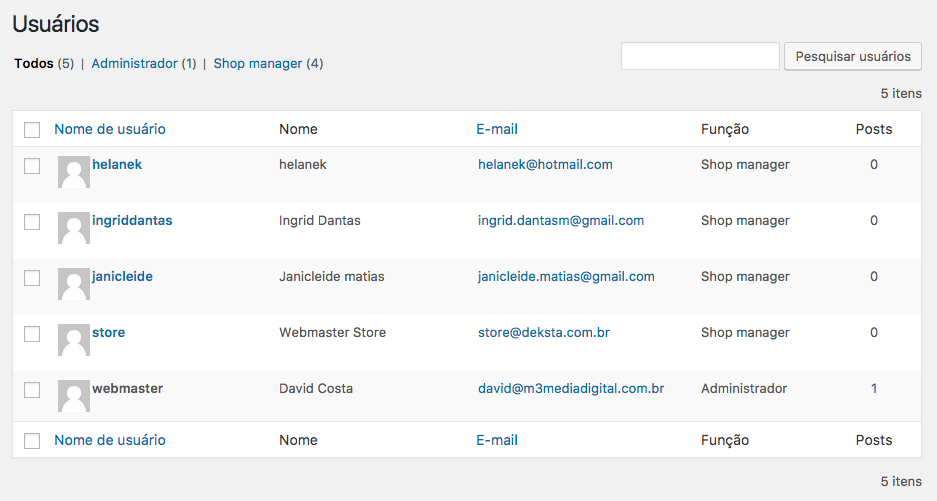 Usuários
Todos (5) | Administrador (1) | Shop manager (4)
Pesquisar usuários
5 itens
Nome de usuário Nome E-mail Função Posts
helanek helanek helanek@hotmail.com Shop manager 0
ingriddantas Ingrid Dantas ingrid.dantasm@gmail.com Shop manager 0
janicleide Janicleide matias janicleide.matias@gmail.com Shop manager 0
store Webmaster Store store@deksta.com.br Shop manager 0
webmaster David Costa david@m3mediadigital.com.br Administrador 1
Nome de usuário Nome E-mail Função Posts
5 itens